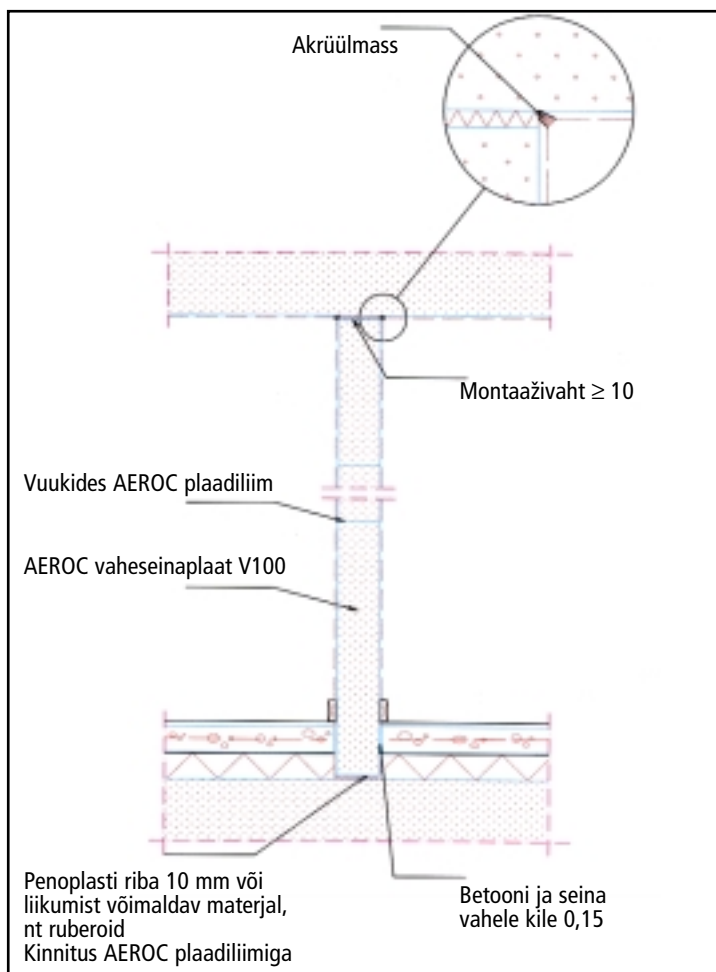 Akrüülmass
Montaaživaht ≥ 10
Vuukides AEROC plaadiliim
AEROC vaheseinaplaat V100
Penoplasti riba 10 mm või
liikumist võimaldav materjal,
nt ruberoid
Kinnitus AEROC plaadiliimiga
Betooni ja seina
vahele kile 0,15